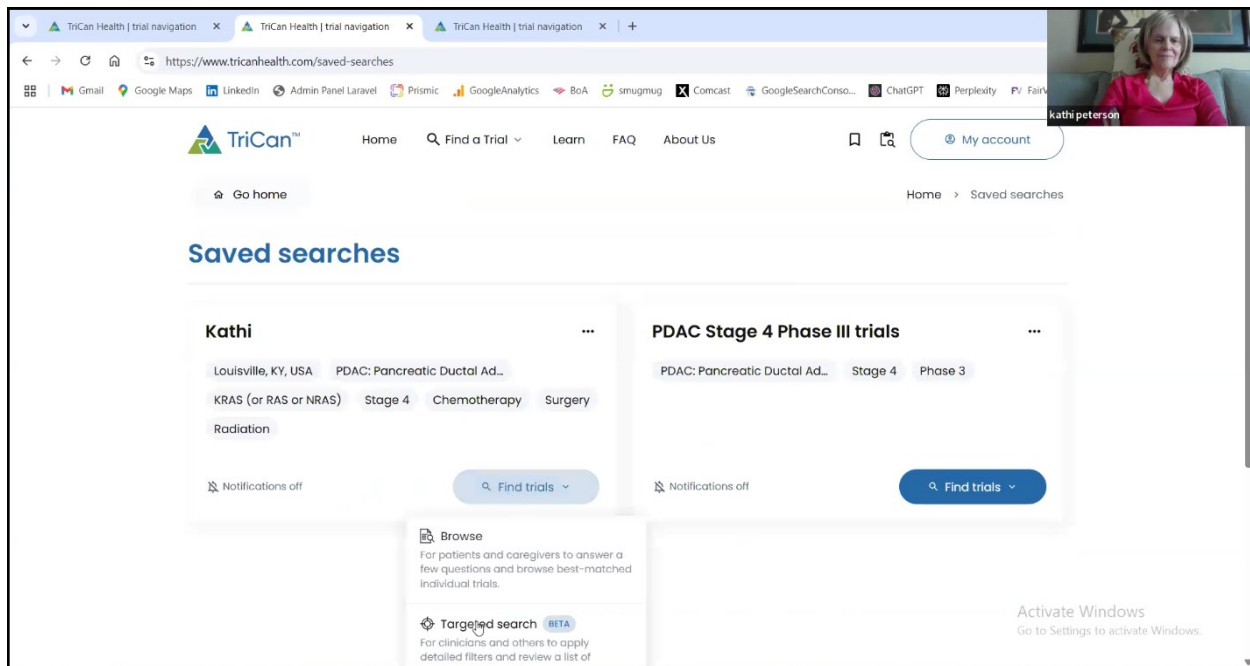 TriCan Health | trial navigation
TriCan Health | trial navigation
TriCan Health | trial navigation
https://www.tricanhealth.com/saved-searches
Gmail Google Maps LinkedIn Admin Panel Laravel Prismic GoogleAnalytics BoA smugmug Comcast GoogleSearchConso... ChatGPT Perplexity
kathi peterson
TriCan™
Home Find a Trial Learn FAQ About Us My account
Go home
Home > Saved searches
Saved searches
Kathi
Louisville, KY, USA PDAC: Pancreatic Ductal Ad...
KRAS (or RAS or NRAS) Stage 4 Chemotherapy Surgery
Radiation
Notifications off
Find trials
PDAC Stage 4 Phase III trials
PDAC: Pancreatic Ductal Ad... Stage 4 Phase 3
Notifications off
Find trials
Browse
For patients and caregivers to answer a
few questions and browse best-matched
individual trials.
Targeted search BETA
For clinicians and others to apply
detailed filters and review a list of
Activate Windows
Go to Settings to activate Windows.